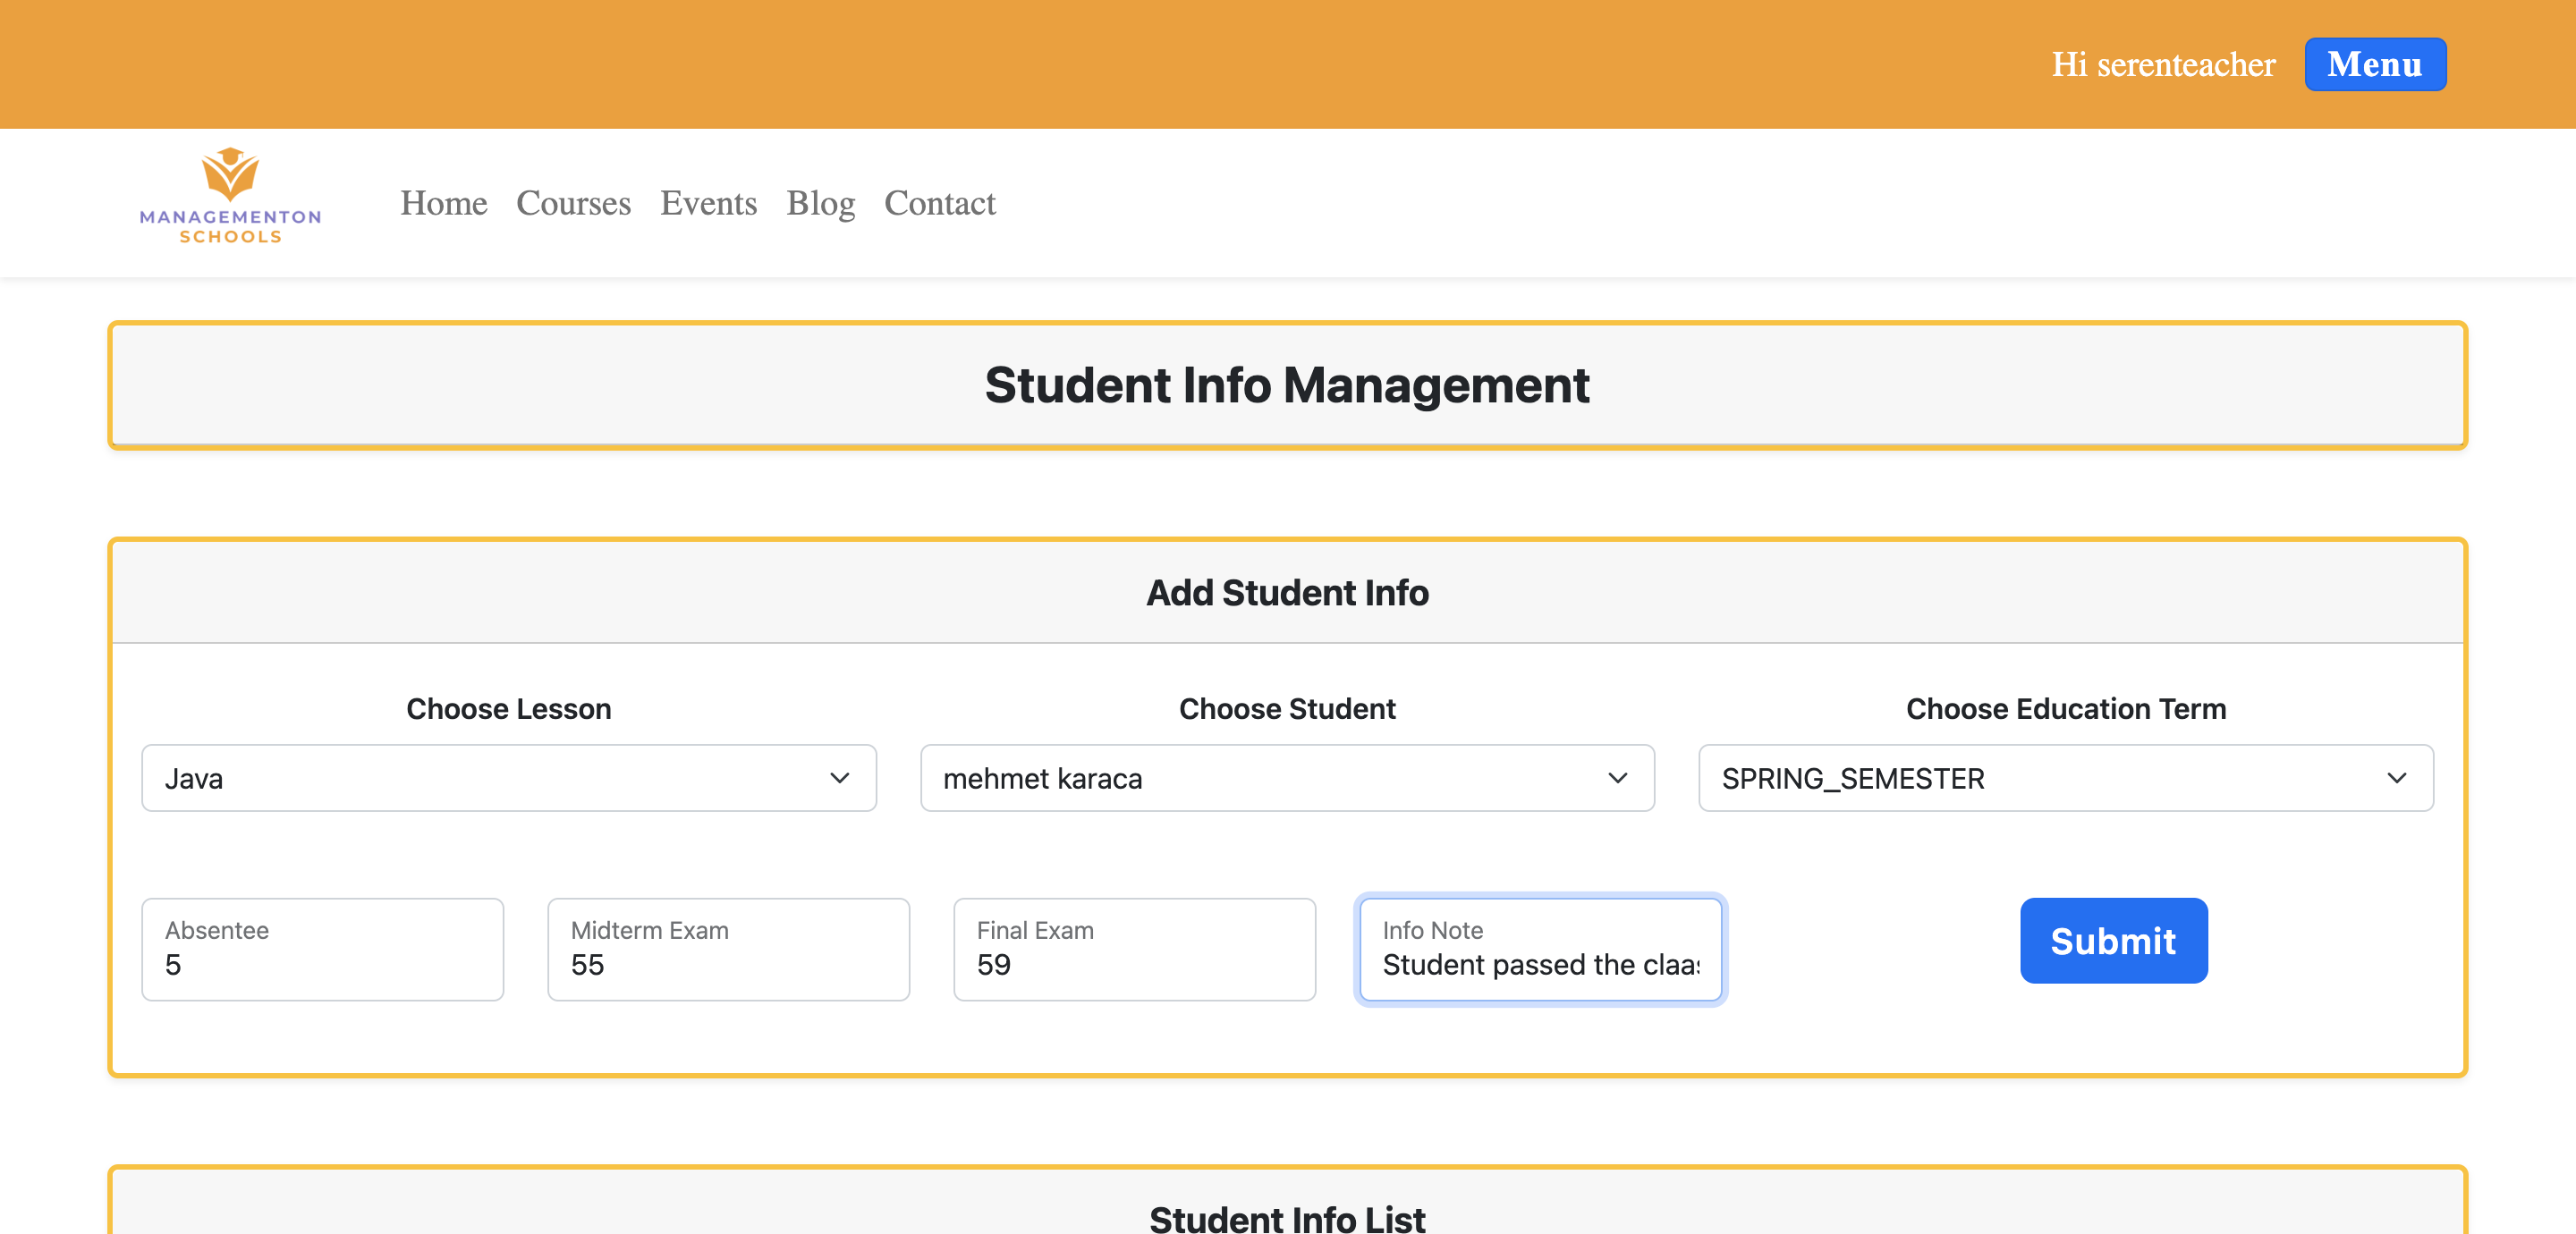 Hi serenteacher Menu
MANAGEMENTON
SCHOOLS
Home Courses Events Blog Contact
Student Info Management
Add Student Info
Choose Lesson Choose Student Choose Education Term
Java mehmet karaca SPRING_SEMESTER
Absentee Midterm Exam Final Exam Info Note
5 55 59 Student passed the claas
Submit
Student Info List